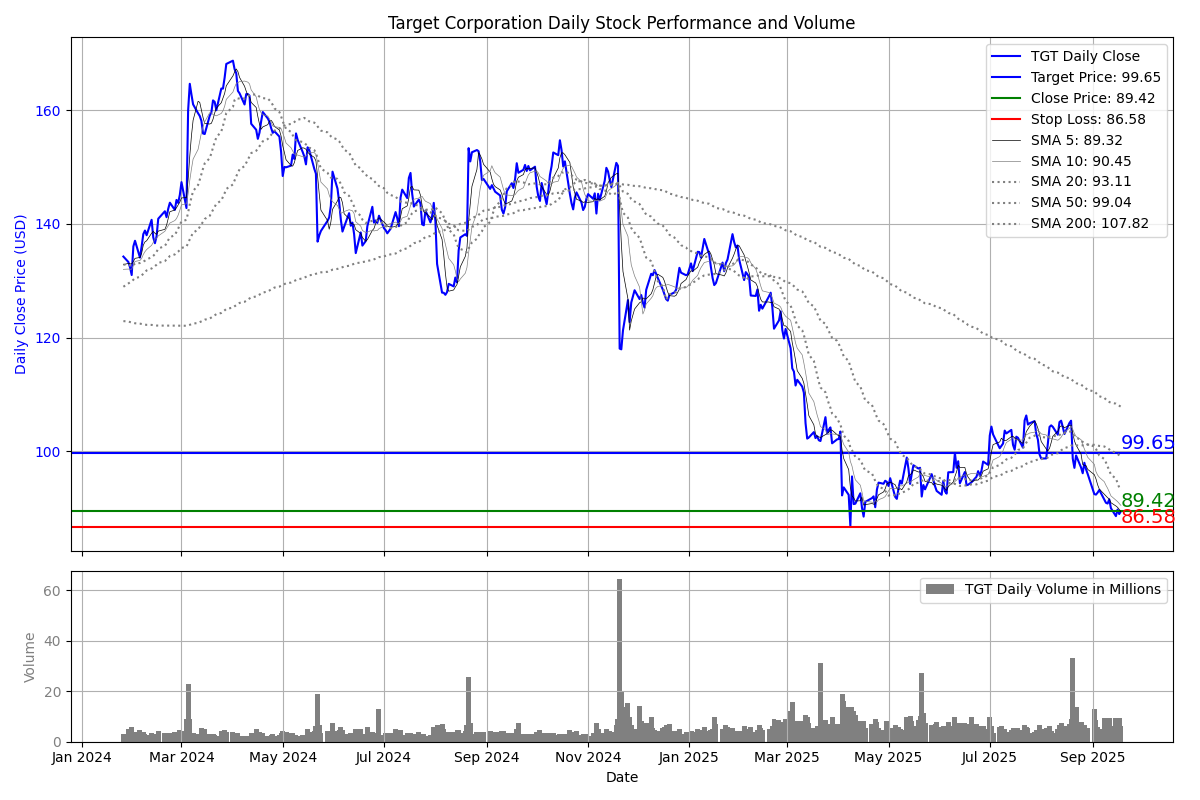 Target Corporation Daily Stock Performance and Volume
Daily Close Price (USD)
160
140
120
100
TGT Daily Close
Target Price: 99.65
Close Price: 89.42
Stop Loss: 86.58
SMA 5: 89.32
SMA 10: 90.45
SMA 20: 93.11
SMA 50: 99.04
SMA 200: 107.82
99.65
89.42
86.58
Volume
60
40
20
0
TGT Daily Volume in Millions
Jan 2024 Mar 2024 May 2024 Jul 2024 Sep 2024 Nov 2024 Jan 2025 Mar 2025 May 2025 Jul 2025 Sep 2025
Date